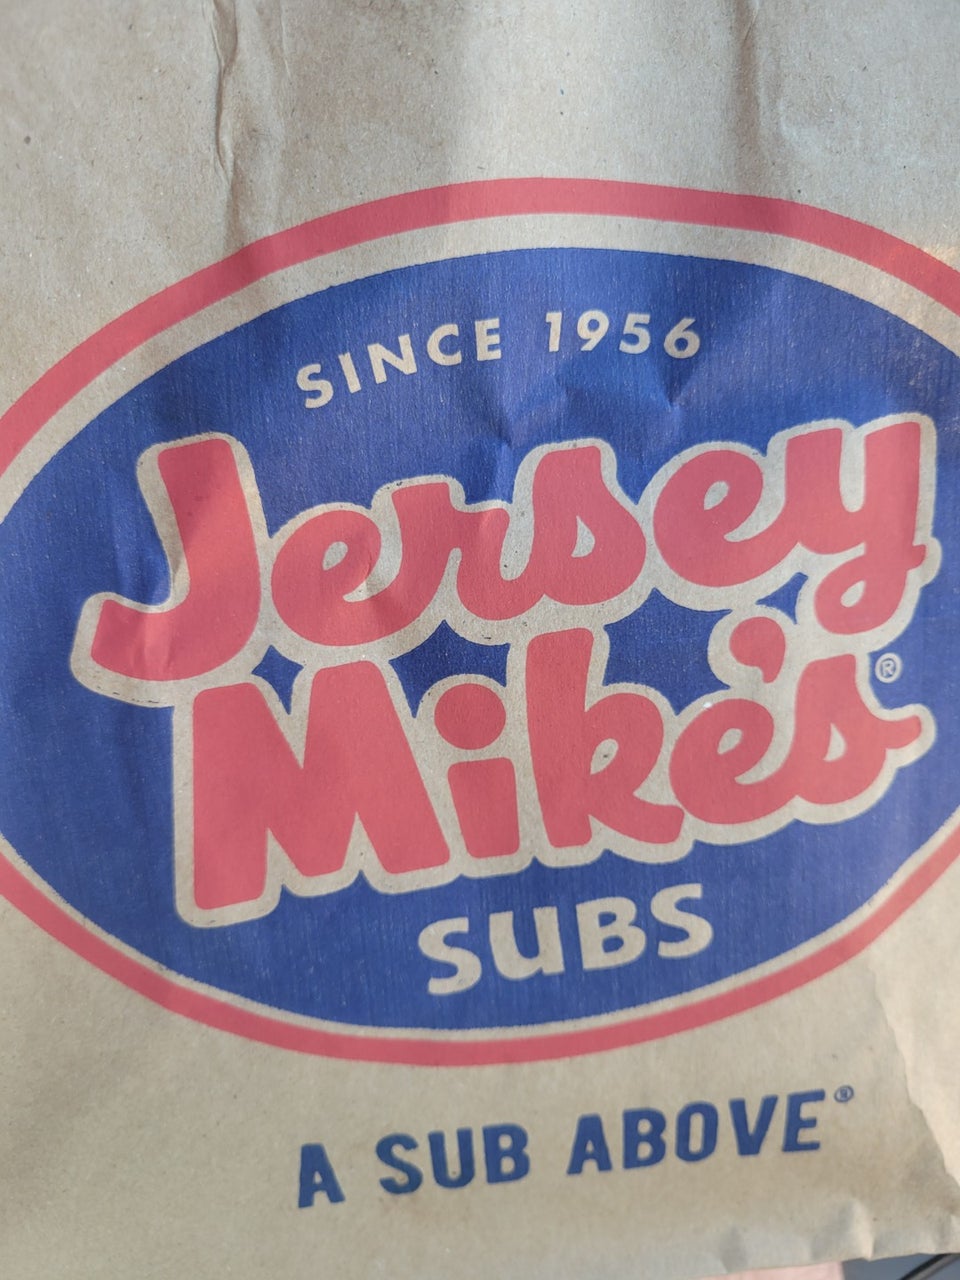 SINCE 1956
Jersey
Mike's®
SUBS
A SUB ABOVE®